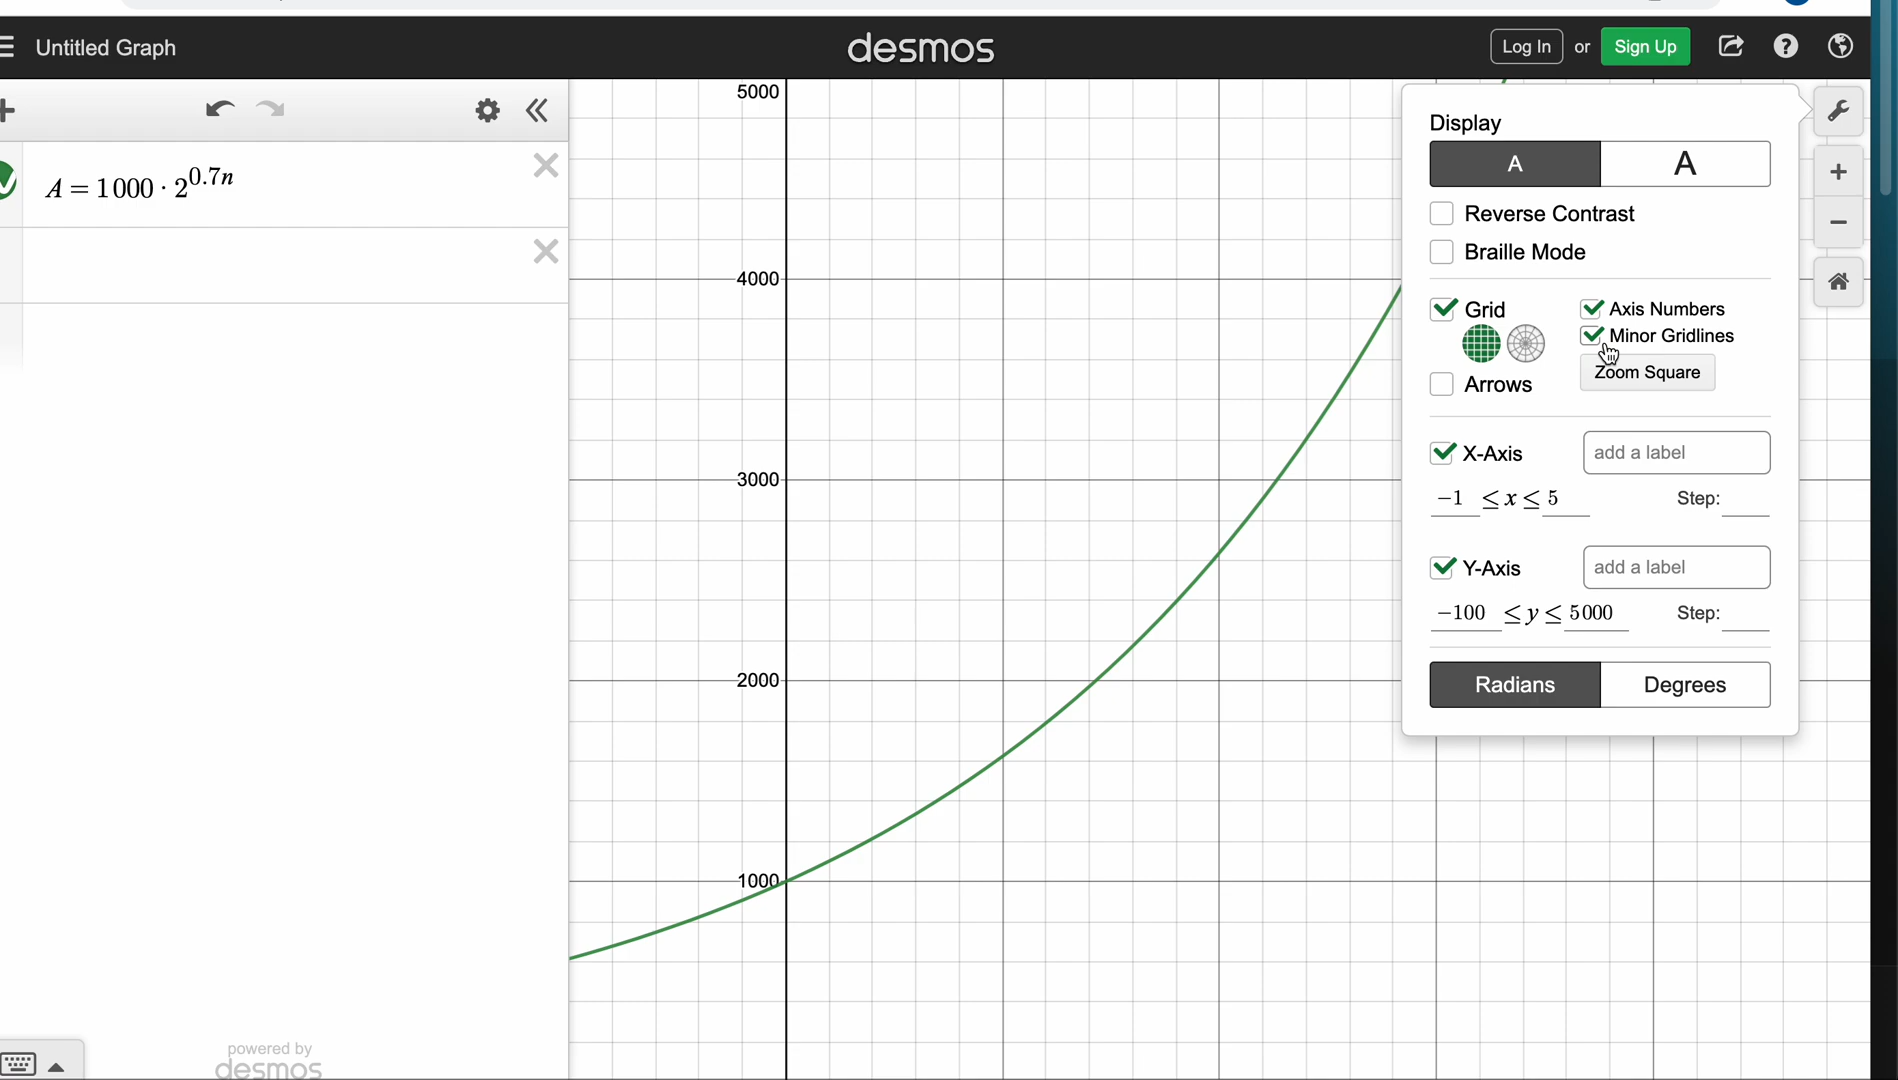 Untitled Graph
desmos
Log In or Sign Up
A = 1000 · 2^{0.7n}
5000
4000
3000
2000
1000
Display
A A
Reverse Contrast
Braille Mode
Grid
Axis Numbers
Minor Gridlines
Arrows
Zoom Square
X-Axis add a label
−1 ≤ x ≤ 5 Step:
Y-Axis add a label
−100 ≤ y ≤ 5000 Step:
Radians Degrees
powered by
desmos